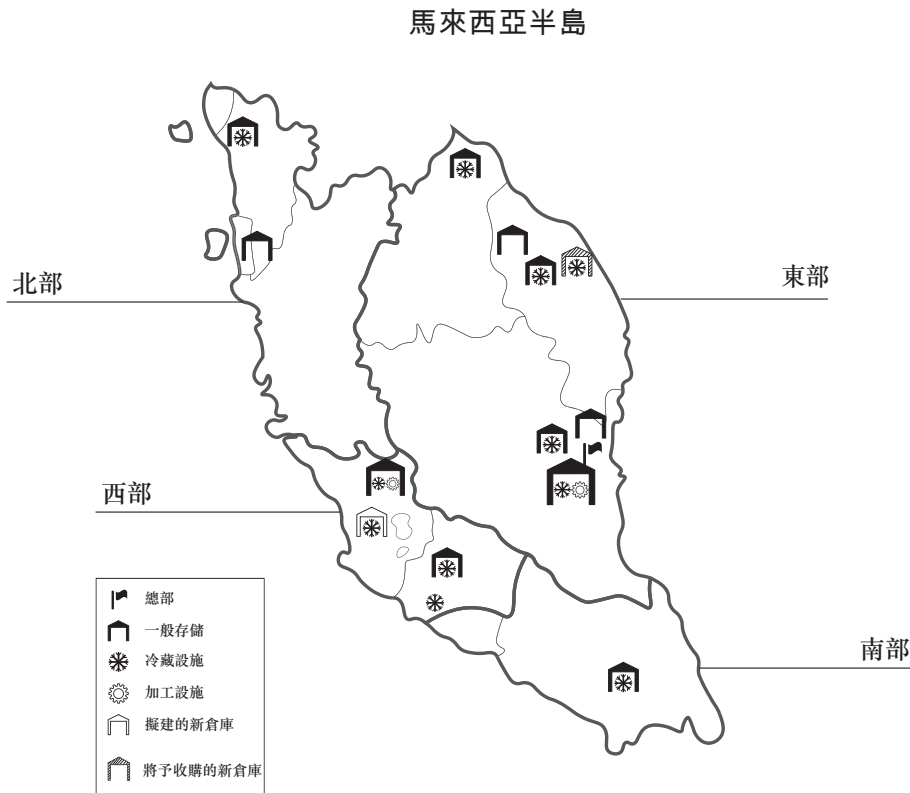 馬來西亞半島
北部
東部
西部
南部
總部
一般存儲
冷藏設施
加工設施
擬建的新倉庫
將予收購的新倉庫